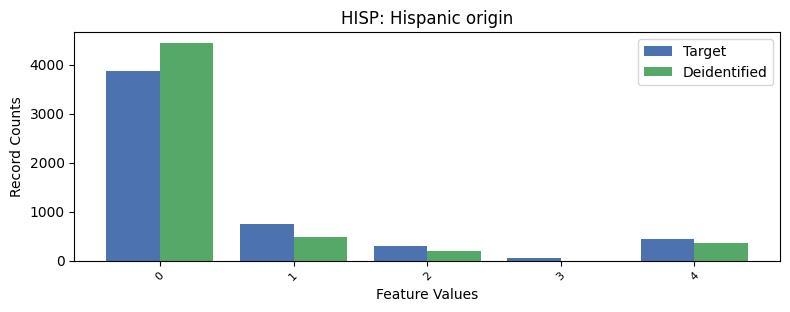 HISP: Hispanic origin
Target
Deidentified
Record Counts
4000
3000
2000
1000
0
0 1 2 3 4
Feature Values